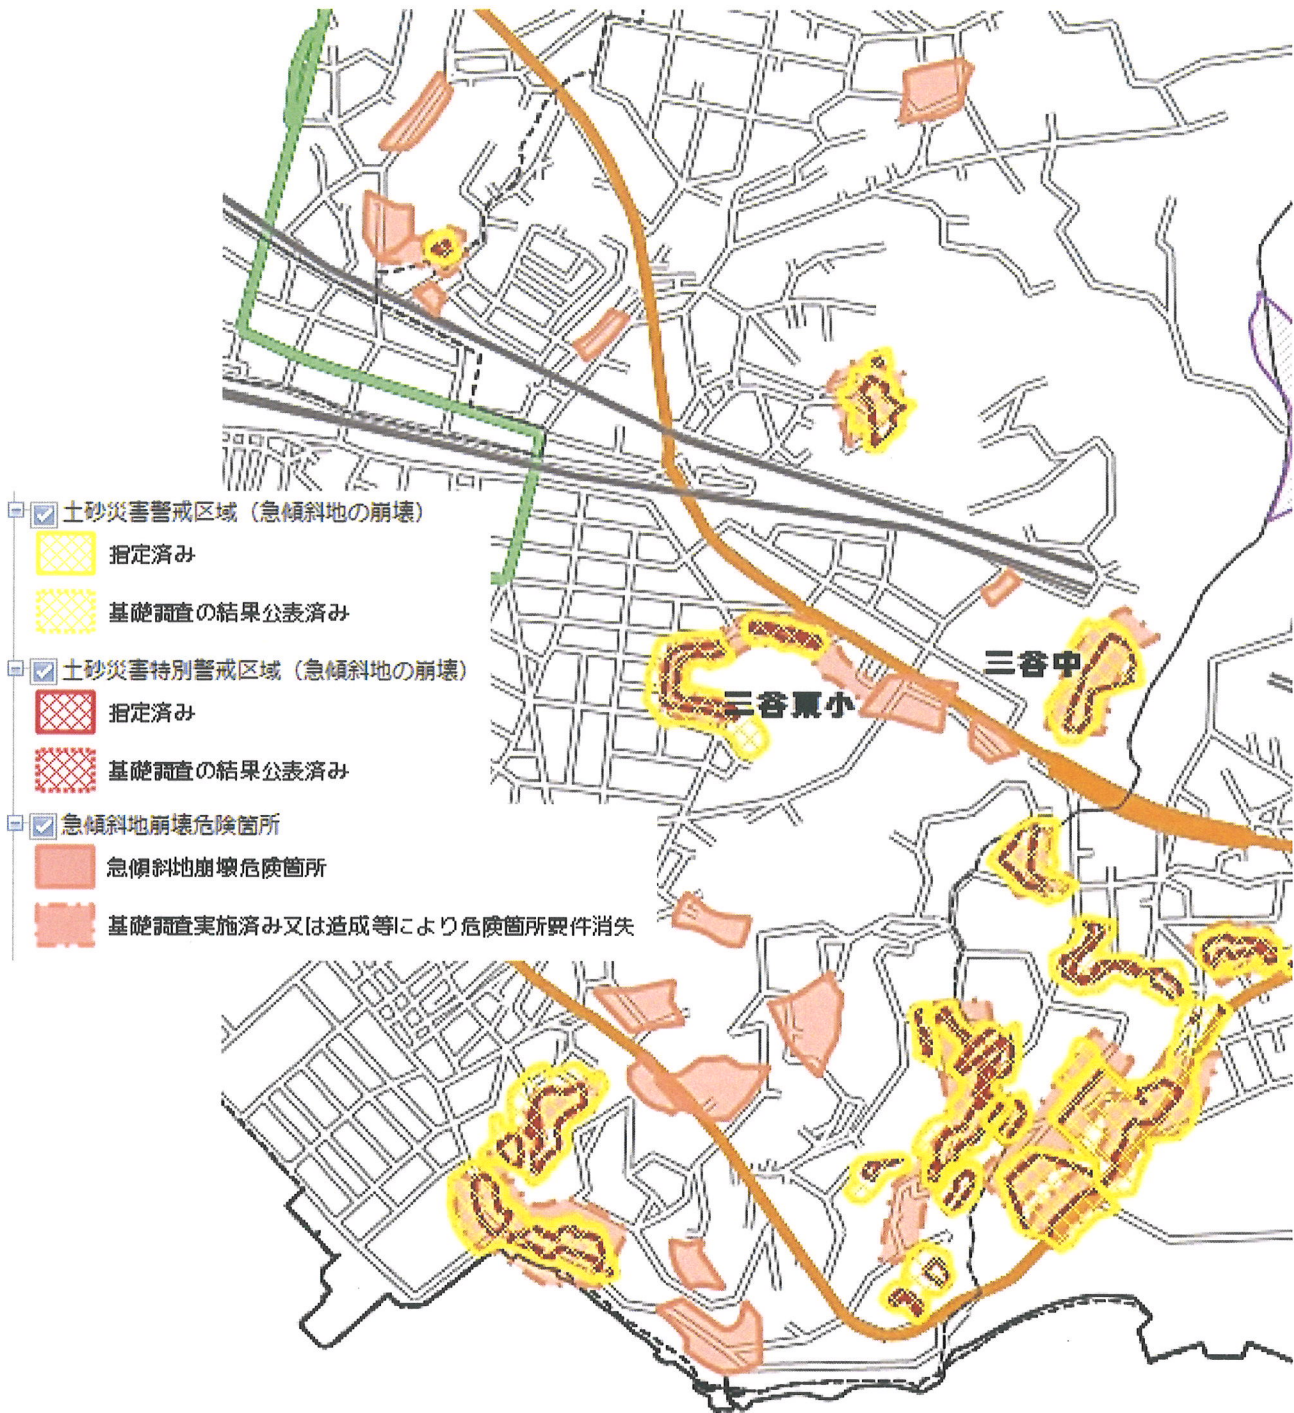 土砂災害警戒区域（急傾斜地の崩壊）
指定済み
基礎調査の結果公表済み
土砂災害特別警戒区域（急傾斜地の崩壊）
指定済み
基礎調査の結果公表済み
急傾斜地崩壊危険箇所
急傾斜地崩壊危険箇所
基礎調査実施済み又は造成等により危険箇所要件消失
三谷中
三谷東小